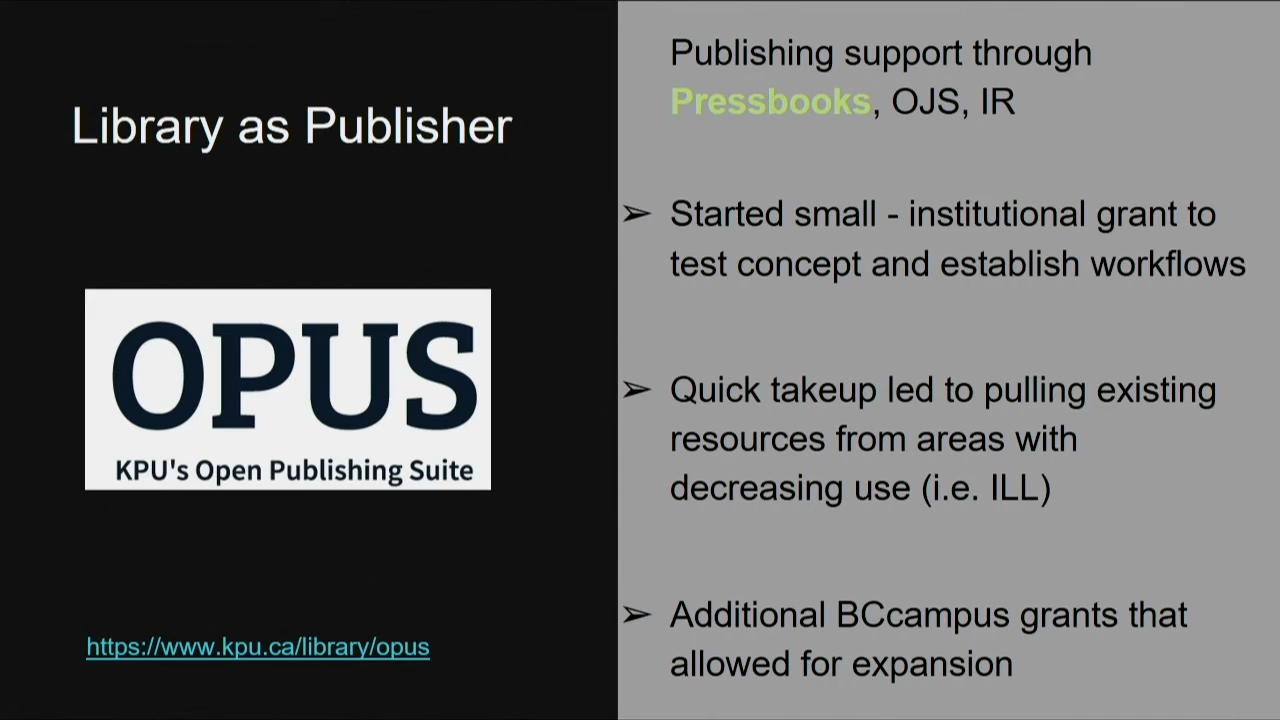 Library as Publisher
OPUS
KPU's Open Publishing Suite
https://www.kpu.ca/library/opus
Publishing support through
Pressbooks, OJS, IR
➢ Started small - institutional grant to
test concept and establish workflows
➢ Quick takeup led to pulling existing
resources from areas with
decreasing use (i.e. ILL)
➢ Additional BCcampus grants that
allowed for expansion